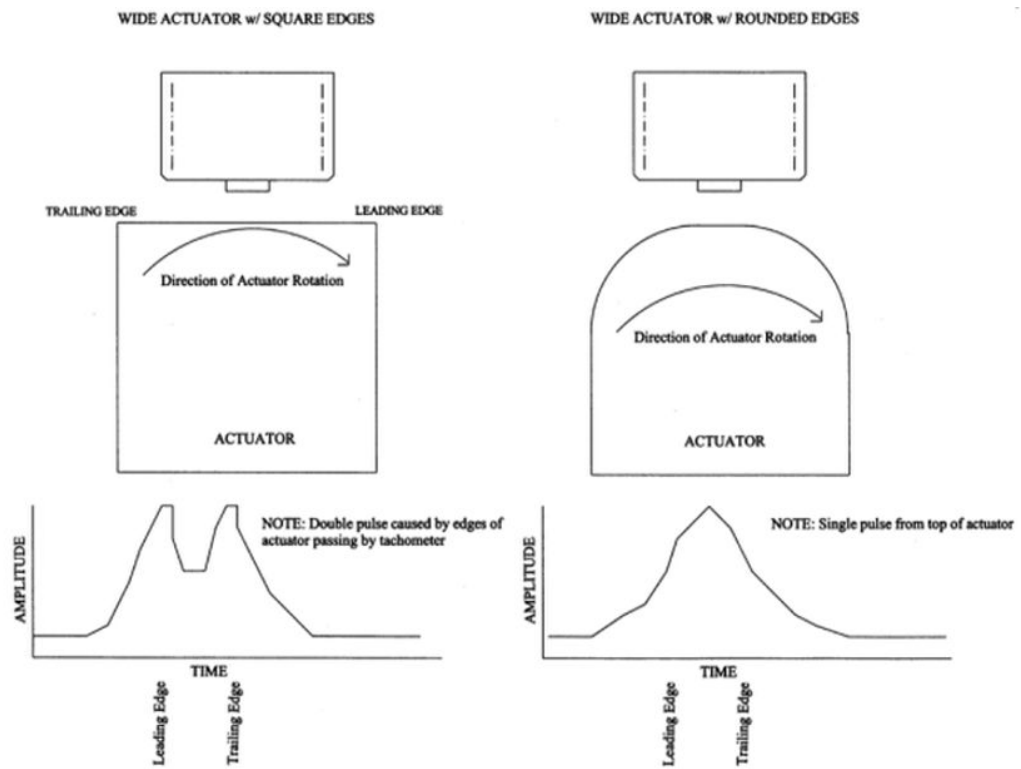 WIDE ACTUATOR w/ SQUARE EDGES
TRAILING EDGE
LEADING EDGE
Direction of Actuator Rotation
ACTUATOR
AMPLITUDE
NOTE: Double pulse caused by edges of
actuator passing by tachometer
TIME
Leading Edge
Trailing Edge
WIDE ACTUATOR w/ ROUNDED EDGES
Direction of Actuator Rotation
ACTUATOR
AMPLITUDE
NOTE: Single pulse from top of actuator
TIME
Leading Edge
Trailing Edge